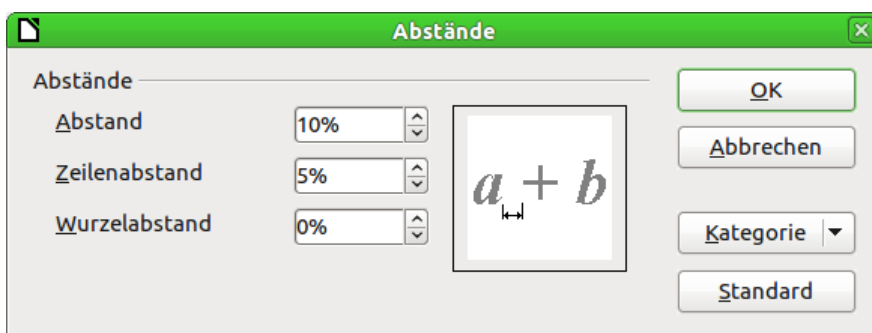 Abstände
Abstände
Abstand 10%
Zeilenabstand 5%
Wurzelabstand 0%
a + b
OK
Abbrechen
Kategorie
Standard